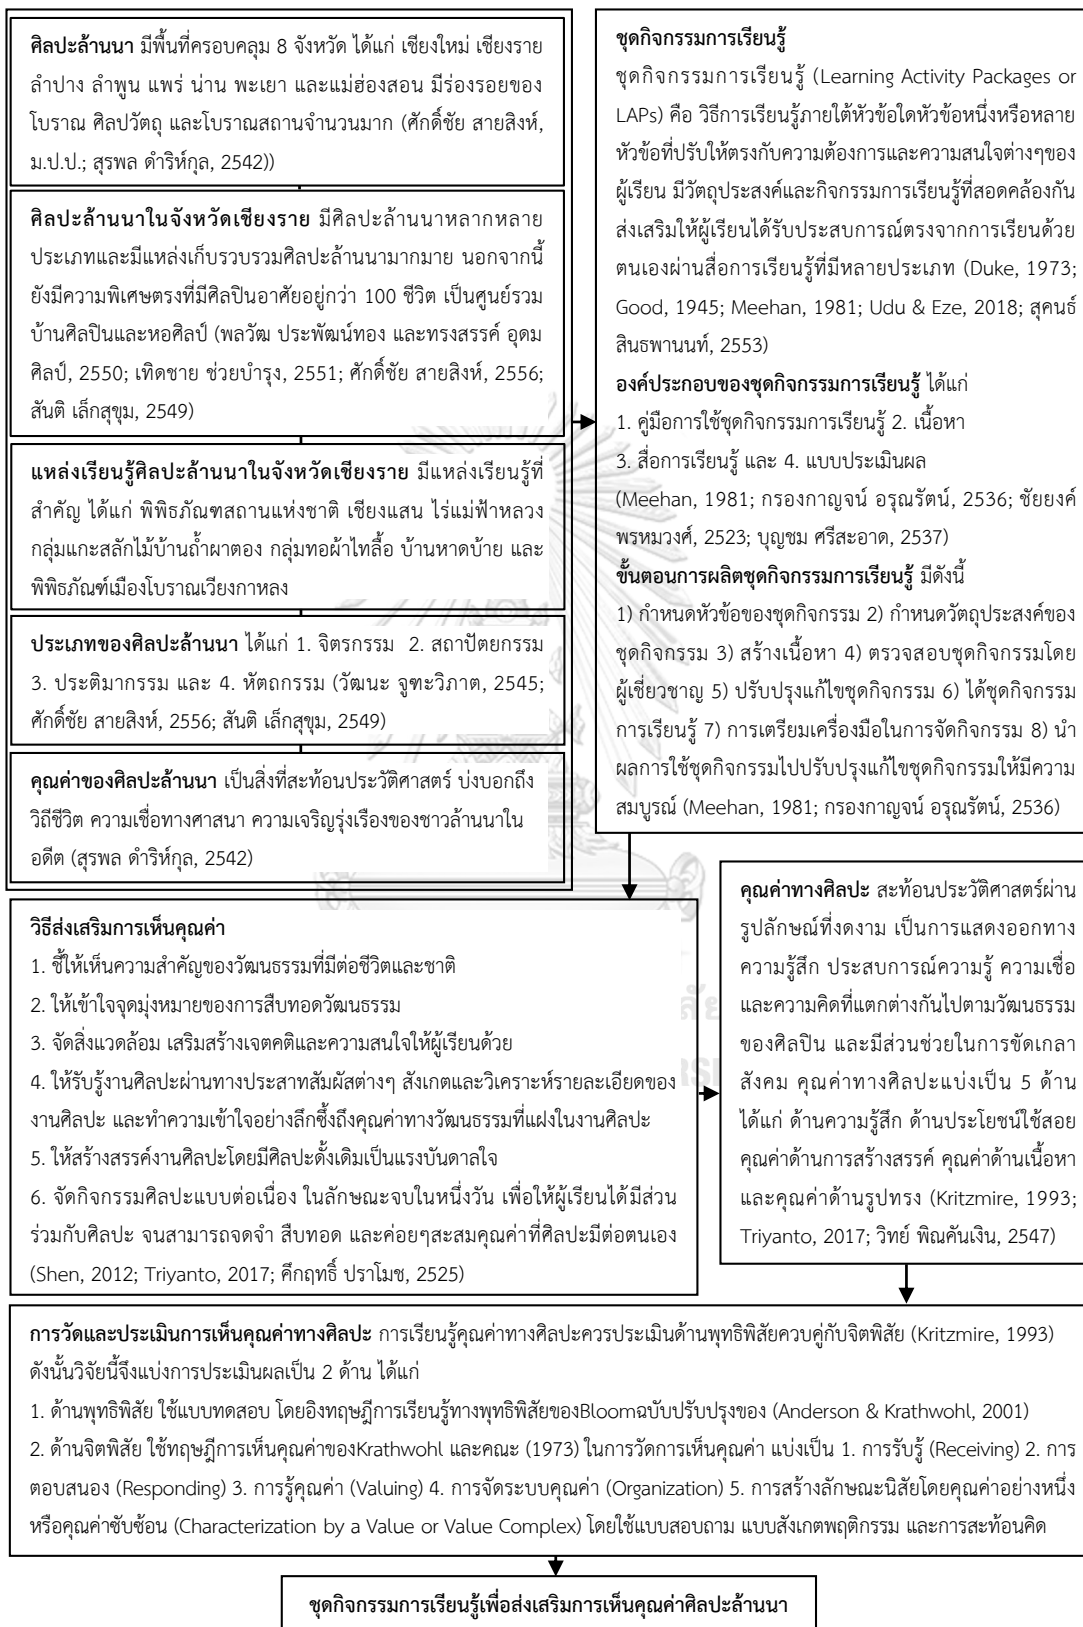 ศิลปะล้านนา มีพื้นที่ครอบคลุม 8 จังหวัด ได้แก่ เชียงใหม่ เชียงราย
ลำปาง ลำพูน แพร่ น่าน พะเยา และแม่ฮ่องสอน มีร่องรอยของ
โบราณ ศิลปวัตถุ และโบราณสถานจำนวนมาก (ศักดิ์ชัย สายสิงห์,
ม.ป.ป.; สุรพล ดำริห์กุล, 2542))
ศิลปะล้านนาในจังหวัดเชียงราย มีศิลปะล้านนาหลากหลาย
ประเภทและมีแหล่งเก็บรวบรวมศิลปะล้านนามากมาย นอกจากนี้
ยังมีความพิเศษตรงที่มีศิลปินอาศัยอยู่กว่า 100 ชีวิต เป็นศูนย์รวม
บ้านศิลปินและหอศิลป์ (พลวัฒ ประพัฒน์ทอง และทรงสรรค์ อุดม
ศิลป์, 2550; เทิดชาย ช่วยบำรุง, 2551; ศักดิ์ชัย สายสิงห์, 2556;
สันติ เล็กสุขุม, 2549)
แหล่งเรียนรู้ศิลปะล้านนาในจังหวัดเชียงราย มีแหล่งเรียนรู้ที่
สำคัญ ได้แก่ พิพิธภัณฑสถานแห่งชาติ เชียงแสน ไร่แม่ฟ้าหลวง
กลุ่มแกะสลักไม้บ้านถ้ำผาตอง กลุ่มทอผ้าไทลื้อ บ้านหาดบ้าย และ
พิพิธภัณฑ์เมืองโบราณเวียงกาหลง
ประเภทของศิลปะล้านนา ได้แก่ 1. จิตรกรรม 2. สถาปัตยกรรม
3. ประติมากรรม และ 4. หัตถกรรม (วัฒนะ จูฑะวิภาต, 2545;
ศักดิ์ชัย สายสิงห์, 2556; สันติ เล็กสุขุม, 2549)
คุณค่าของศิลปะล้านนา เป็นสิ่งที่สะท้อนประวัติศาสตร์ บ่งบอกถึง
วิถีชีวิต ความเชื่อทางศาสนา ความเจริญรุ่งเรืองของชาวล้านนาใน
อดีต (สุรพล ดำริห์กุล, 2542)
ชุดกิจกรรมการเรียนรู้
ชุดกิจกรรมการเรียนรู้ (Learning Activity Packages or
LAPs) คือ วิธีการเรียนรู้ภายใต้หัวข้อใดหัวข้อหนึ่งหรือหลาย
หัวข้อที่ปรับให้ตรงกับความต้องการและความสนใจต่างๆของ
ผู้เรียน มีวัตถุประสงค์และกิจกรรมการเรียนรู้ที่สอดคล้องกัน
ส่งเสริมให้ผู้เรียนได้รับประสบการณ์ตรงจากการเรียนด้วย
ตนเองผ่านสื่อการเรียนรู้ที่มีหลายประเภท (Duke, 1973;
Good, 1945; Meehan, 1981; Udu & Eze, 2018; สุคนธ์
สินธพานนท์, 2553)
องค์ประกอบของชุดกิจกรรมการเรียนรู้ ได้แก่
1. คู่มือการใช้ชุดกิจกรรมการเรียนรู้ 2. เนื้อหา
3. สื่อการเรียนรู้ และ 4. แบบประเมินผล
(Meehan, 1981; กรองกาญจน์ อรุณรัตน์, 2536; ชัยยงค์
พรหมวงศ์, 2523; บุญชม ศรีสะอาด, 2537)
ขั้นตอนการผลิตชุดกิจกรรมการเรียนรู้ มีดังนี้
1) กำหนดหัวข้อของชุดกิจกรรม 2) กำหนดวัตถุประสงค์ของ
ชุดกิจกรรม 3) สร้างเนื้อหา 4) ตรวจสอบชุดกิจกรรมโดย
ผู้เชี่ยวชาญ 5) ปรับปรุงแก้ไขชุดกิจกรรม 6) ได้ชุดกิจกรรม
การเรียนรู้ 7) การเตรียมเครื่องมือในการจัดกิจกรรม 8) นำ
ผลการใช้ชุดกิจกรรมไปปรับปรุงแก้ไขชุดกิจกรรมให้มีความ
สมบูรณ์ (Meehan, 1981; กรองกาญจน์ อรุณรัตน์, 2536)
วิธีส่งเสริมการเห็นคุณค่า
1. ชี้ให้เห็นความสำคัญของวัฒนธรรมที่มีต่อชีวิตและชาติ
2. ให้เข้าใจจุดมุ่งหมายของการสืบทอดวัฒนธรรม
3. จัดสิ่งแวดล้อม เสริมสร้างเจตคติและความสนใจให้ผู้เรียนด้วย
4. ให้รับรู้งานศิลปะผ่านทางประสาทสัมผัสต่างๆ สังเกตและวิเคราะห์รายละเอียดของ
งานศิลปะ และทำความเข้าใจอย่างลึกซึ้งถึงคุณค่าทางวัฒนธรรมที่แฝงในงานศิลปะ
5. ให้สร้างสรรค์งานศิลปะโดยมีศิลปะดั้งเดิมเป็นแรงบันดาลใจ
6. จัดกิจกรรมศิลปะแบบต่อเนื่อง ในลักษณะจบในหนึ่งวัน เพื่อให้ผู้เรียนได้มีส่วน
ร่วมกับศิลปะ จนสามารถจดจำ สืบทอด และค่อยๆสะสมคุณค่าที่ศิลปะมีต่อตนเอง
(Shen, 2012; Triyanto, 2017; คึกฤทธิ์ ปราโมช, 2525)
คุณค่าทางศิลปะ สะท้อนประวัติศาสตร์ผ่าน
รูปลักษณ์ที่งดงาม เป็นการแสดงออกทาง
ความรู้สึก ประสบการณ์ความรู้ ความเชื่อ
และความคิดที่แตกต่างกันไปตามวัฒนธรรม
ของศิลปิน และมีส่วนช่วยในการขัดเกลา
สังคม คุณค่าทางศิลปะแบ่งเป็น 5 ด้าน
ได้แก่ ด้านความรู้สึก ด้านประโยชน์ใช้สอย
คุณค่าด้านการสร้างสรรค์ คุณค่าด้านเนื้อหา
และคุณค่าด้านรูปทรง (Kritzmire, 1993;
Triyanto, 2017; วิทย์ พิณคันเงิน, 2547)
การวัดและประเมินการเห็นคุณค่าทางศิลปะ การเรียนรู้คุณค่าทางศิลปะควรประเมินด้านพุทธิพิสัยควบคู่กับจิตพิสัย (Kritzmire, 1993)
ดังนั้นวิจัยนี้จึงแบ่งการประเมินผลเป็น 2 ด้าน ได้แก่
1. ด้านพุทธิพิสัย ใช้แบบทดสอบ โดยอิงทฤษฎีการเรียนรู้ทางพุทธิพิสัยของBloomฉบับปรับปรุงของ (Anderson & Krathwohl, 2001)
2. ด้านจิตพิสัย ใช้ทฤษฎีการเห็นคุณค่าของKrathwohl และคณะ (1973) ในการวัดการเห็นคุณค่า แบ่งเป็น 1. การรับรู้ (Receiving) 2. การ
ตอบสนอง (Responding) 3. การรู้คุณค่า (Valuing) 4. การจัดระบบคุณค่า (Organization) 5. การสร้างลักษณะนิสัยโดยคุณค่าอย่างหนึ่ง
หรือคุณค่าซับซ้อน (Characterization by a Value or Value Complex) โดยใช้แบบสอบถาม แบบสังเกตพฤติกรรม และการสะท้อนคิด
ชุดกิจกรรมการเรียนรู้เพื่อส่งเสริมการเห็นคุณค่าศิลปะล้านนา